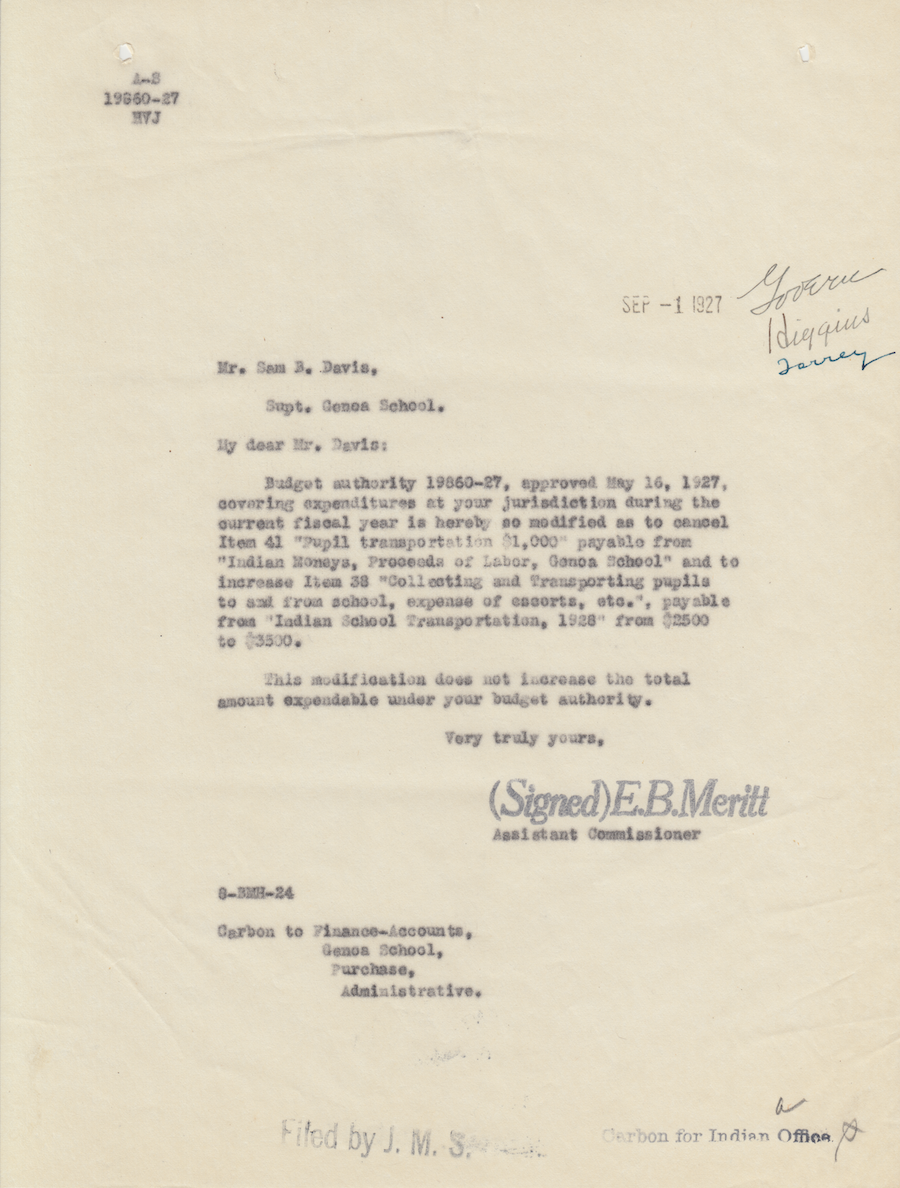 A-S
19860-27
HVJ
SEP -1 1927
Govern
Higgins
Torrey
Mr. Sam B. Davis,
Supt. Genoa School.
My dear Mr. Davis:
Budget authority 19860-27, approved May 16, 1927,
covering expenditures at your jurisdiction during the
current fiscal year is hereby so modified as to cancel
Item 41 "Pupil transportation $1,000" payable from
"Indian Moneys, Proceeds of Labor, Genoa School" and to
increase Item 38 "Collecting and Transporting pupils
to and from school, expense of escorts, etc.", payable
from "Indian School Transportation, 1928" from $2500
to $3500.
This modification does not increase the total
amount expendable under your budget authority.
Very truly yours,
(Signed) E.B. Meritt
Assistant Commissioner
8-BMH-24
Carbon to Finance-Accounts,
Genoa School,
Purchase,
Administrative.
Filed by J. M. S.
Carbon for Indian Office